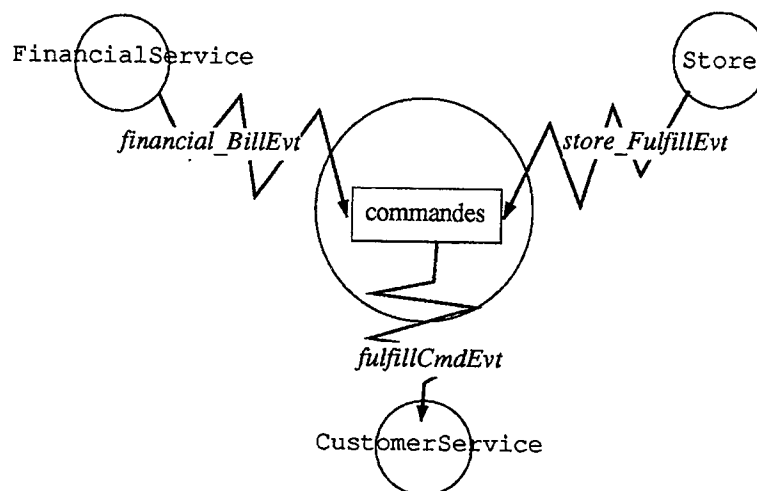 FinancialService
Store
financial_BillEvt
store_FulfillEvt
commandes
fulfillCmdEvt
CustomerService